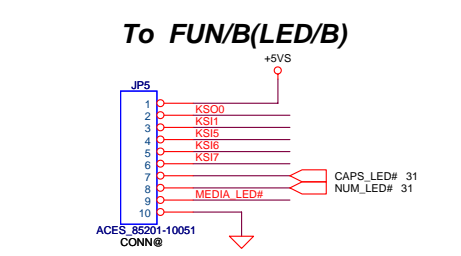 To FUN/B(LED/B)
+5VS
JP5
1
2 KSO0
3 KSI1
4 KSI5
5 KSI6
6 KSI7
7 CAPS_LED# 31
8 NUM_LED# 31
9 MEDIA_LED#
10
ACES_85201-10051
CONN@